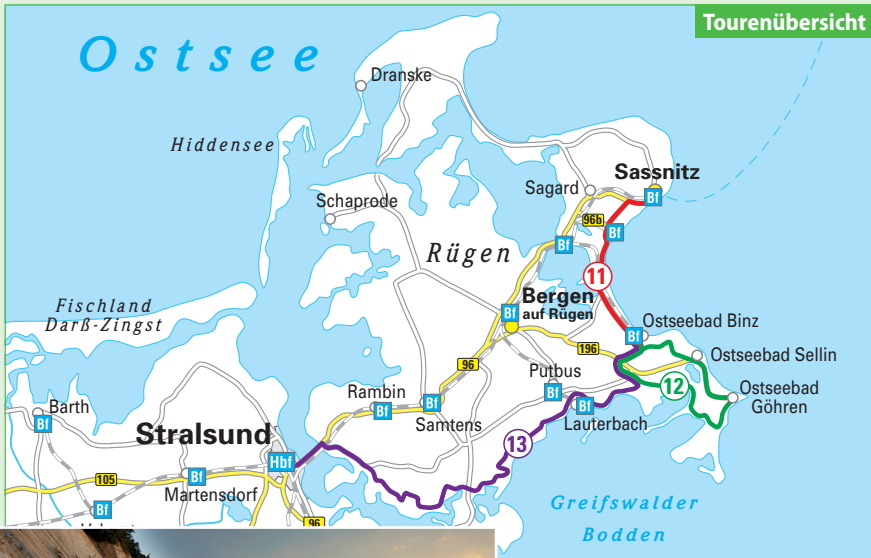 Tourenübersicht
Ostsee
Dranske
Hiddensee
Sassnitz
Sagard
Bf
Schaprode
96b
Bf
Rügen
Bf
11
Fischland
Darß-Zingst
Bergen
auf Rügen
Bf
Ostseebad Binz
Bf
196
Ostseebad Sellin
96
Putbus
12
Ostseebad
Göhren
Rambin
Bf
Bf
Bf
Barth
Bf
Samtens
Bf
Lauterbach
Stralsund
13
Hbf
105
Bf
Martensdorf
Bf
Greifswalder
Bodden
96